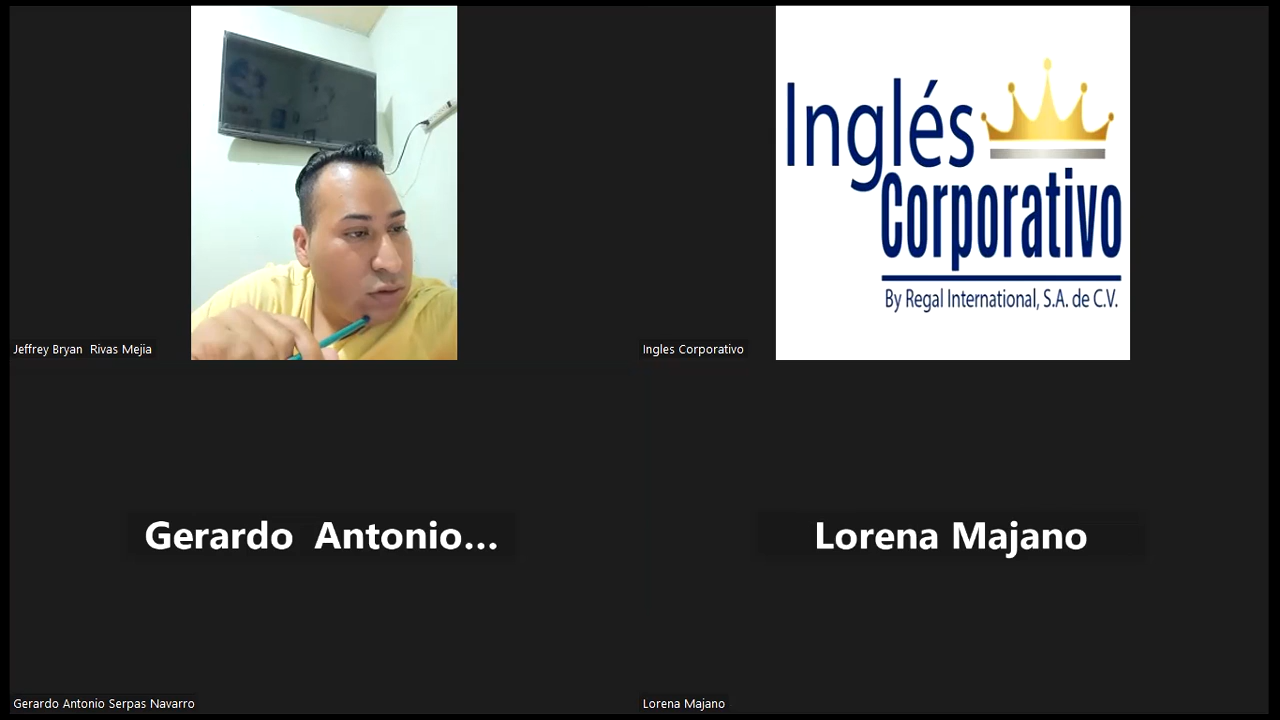 Inglés
Corporativo
By Regal International, S.A. de C.V.
Jeffrey Bryan Rivas Mejia
Ingles Corporativo
Gerardo Antonio...
Lorena Majano
Gerardo Antonio Serpas Navarro
Lorena Majano